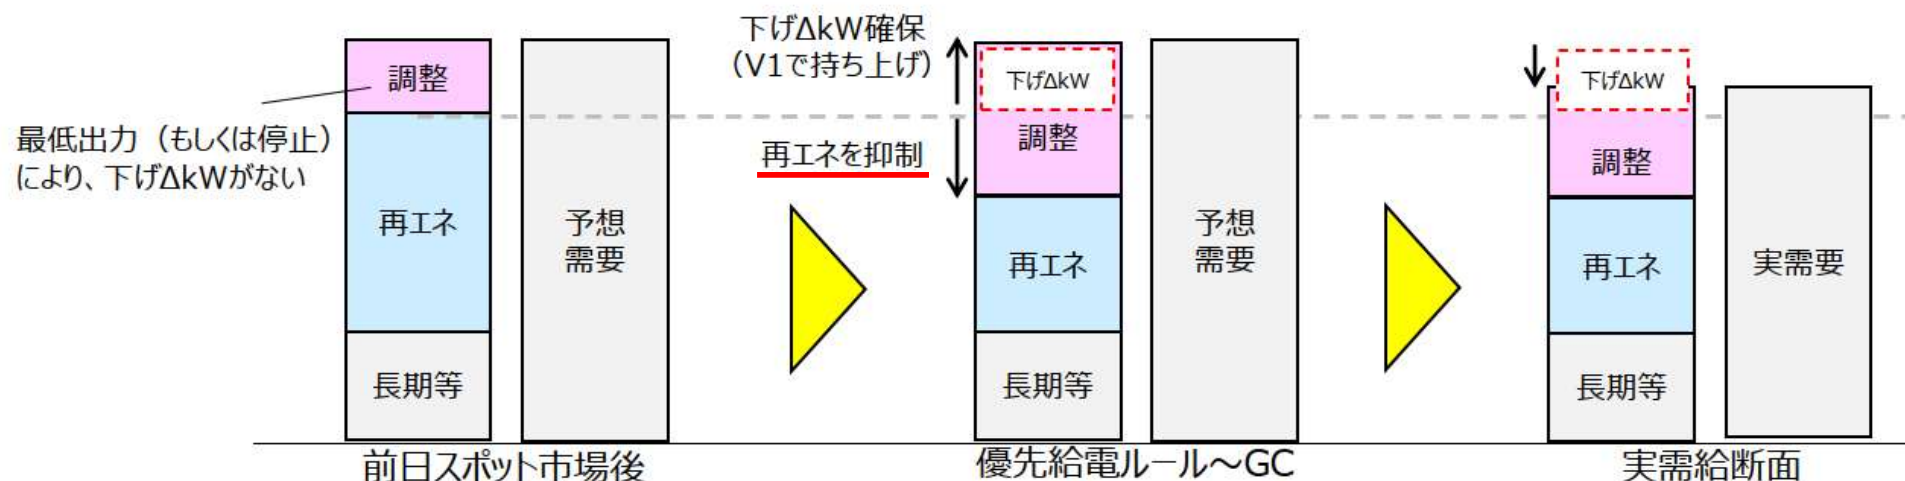 調整
最低出力（もしくは停止）
により、下げΔkWがない
再エネ
長期等
予想
需要
前日スポット市場後
下げΔkW確保
（V1で持ち上げ）
再エネを抑制
下げΔkW
調整
再エネ
長期等
予想
需要
優先給電ルール～GC
下げΔkW
調整
再エネ
長期等
実需要
実需給断面